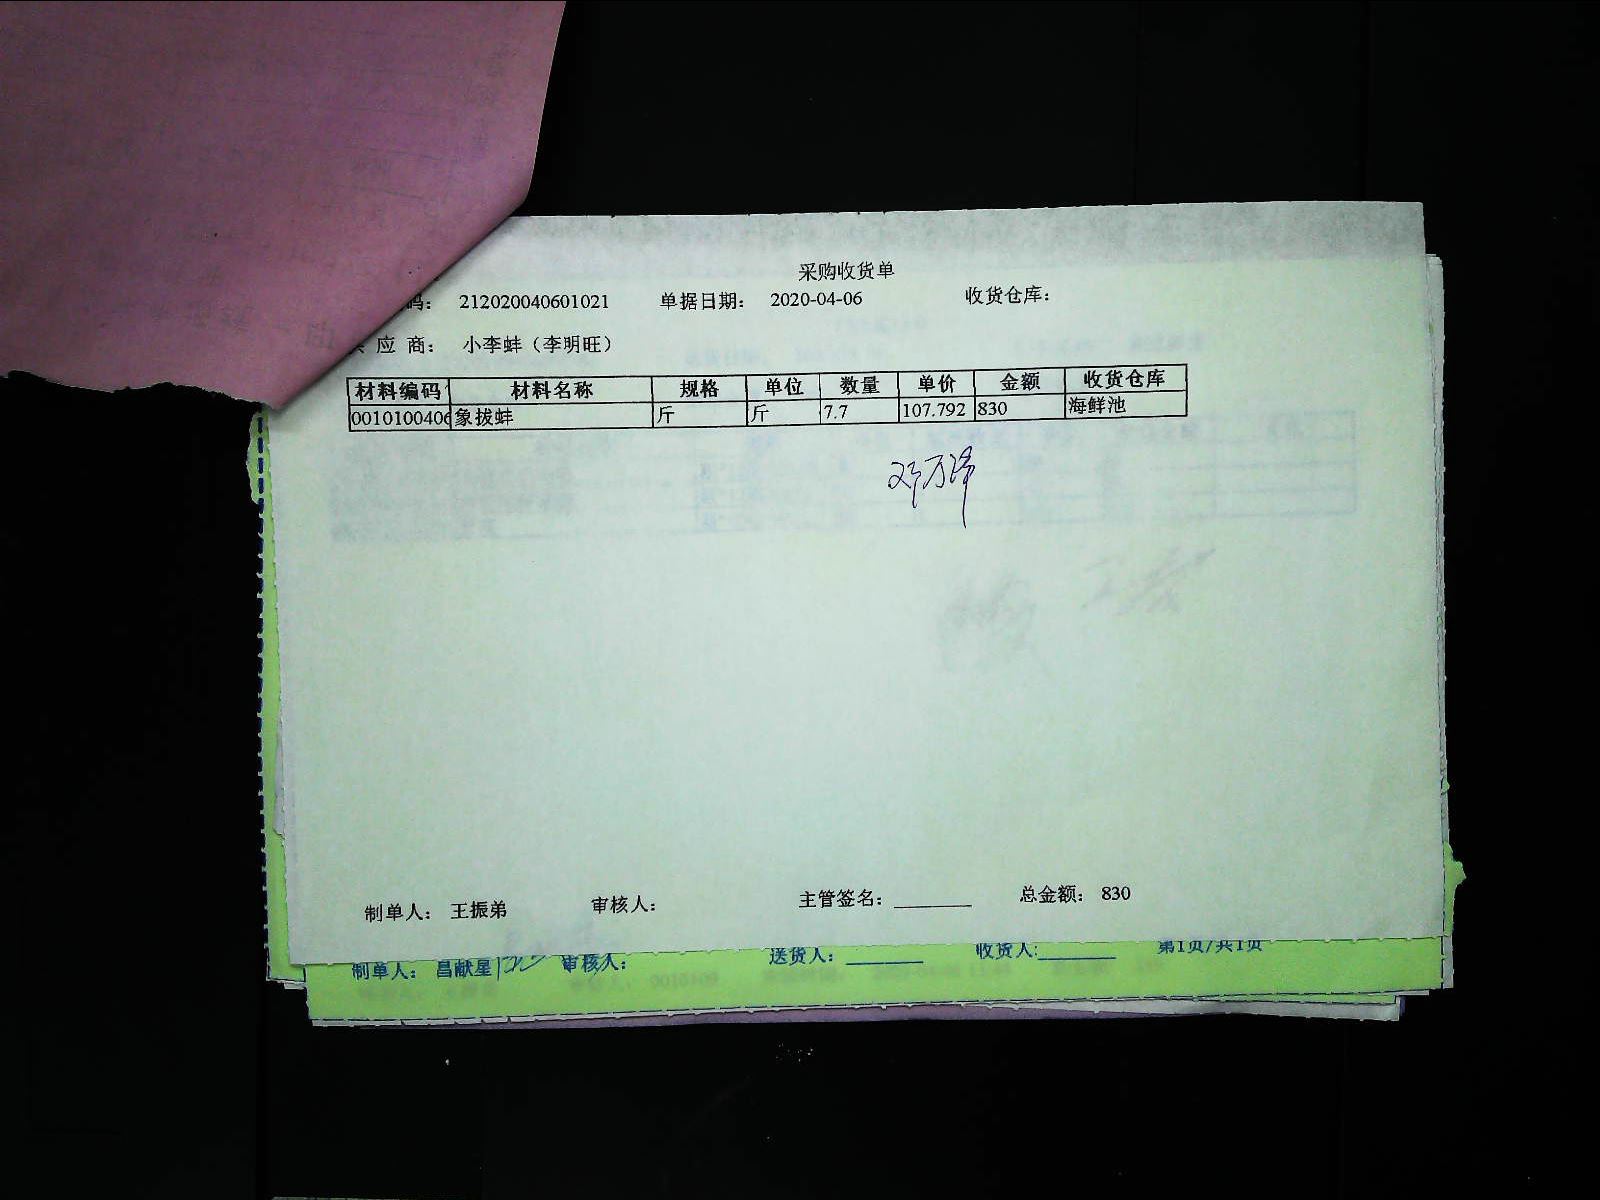 采购收货单
码： 212020040601021 单据日期： 2020-04-06 收货仓库：
应 商： 小李蚌（李明旺）
材料编码 材料名称 规格 单位 数量 单价 金额 收货仓库
0010100406 象拔蚌 斤 斤 7.7 107.792 830 海鲜池
制单人： 王振弟 审核人： 主管签名： 总金额： 830
制单人： 昌献星 审核人： 送货人： 收货人: 第1页/共1页